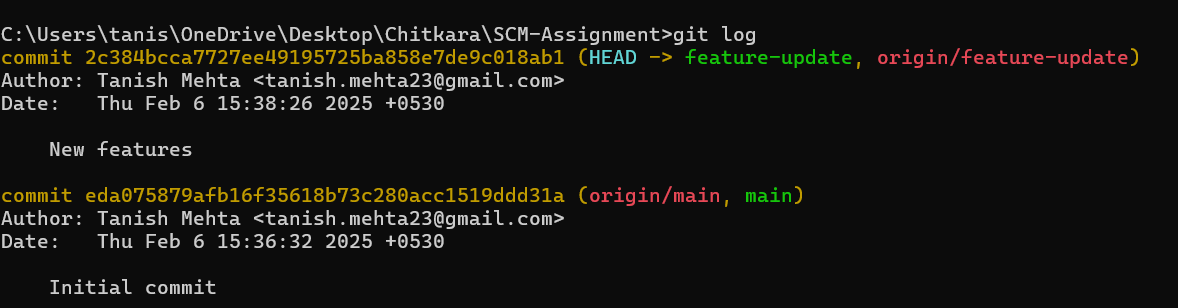 C:\Users\tanis\OneDrive\Desktop\Chitkara\SCM-Assignment>git log
commit 2c384bcca7727ee49195725ba858e7de9c018ab1 (HEAD -> feature-update, origin/feature-update)
Author: Tanish Mehta <tanish.mehta23@gmail.com>
Date:   Thu Feb 6 15:38:26 2025 +0530
    New features
commit eda075879afb16f35618b73c280acc1519ddd31a (origin/main, main)
Author: Tanish Mehta <tanish.mehta23@gmail.com>
Date:   Thu Feb 6 15:36:32 2025 +0530
    Initial commit